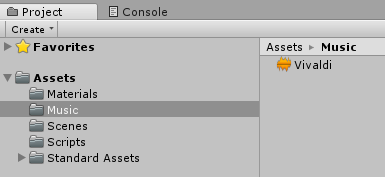 Project
Console
Create
Favorites
Assets
Materials
Music
Scenes
Scripts
Standard Assets
Assets ▸ Music
Vivaldi